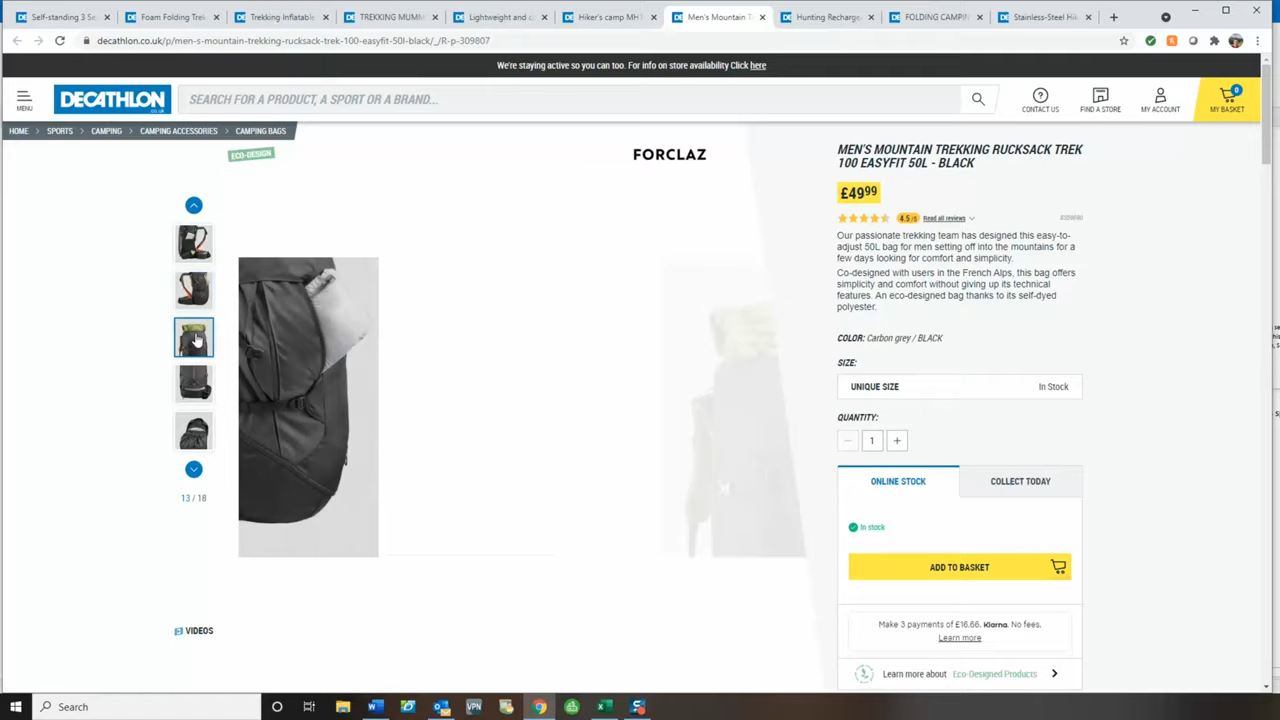 Self-standing 3 Se
Foam Folding Trek
Trekking Inflatable
TREKKING MUMM
Lightweight and c
Hiker's camp MH1
Men's Mountain T
Hunting Recharge
FOLDING CAMPIN
Stainless-Steel Hi
decathlon.co.uk/p/men-s-mountain-trekking-rucksack-trek-100-easyfit-50l-black/_/R-p-309807
We're staying active so you can too. For info on store availability Click here
MENU
DECATHLON
.co.uk
SEARCH FOR A PRODUCT, A SPORT OR A BRAND...
CONTACT US
FIND A STORE
MY ACCOUNT
0
MY BASKET
HOME
SPORTS
CAMPING
CAMPING ACCESSORIES
CAMPING BAGS
ECO-DESIGN
FORCLAZ
13 / 18
VIDEOS
MEN'S MOUNTAIN TREKKING RUCKSACK TREK
100 EASYFIT 50L - BLACK
£49.99
4.5/5
Read all reviews
Our passionate trekking team has designed this easy-to-
adjust 50L bag for men setting off into the mountains for a
few days looking for comfort and simplicity.
Co-designed with users in the French Alps, this bag offers
simplicity and comfort without giving up its technical
features. An eco-designed bag thanks to its self-dyed
polyester.
COLOR: Carbon grey / BLACK
SIZE:
UNIQUE SIZE
In Stock
QUANTITY:
1
ONLINE STOCK
COLLECT TODAY
In stock
ADD TO BASKET
Make 3 payments of £16.66. Klarna. No fees.
Learn more
Learn more about Eco-Designed Products
Search
VPN